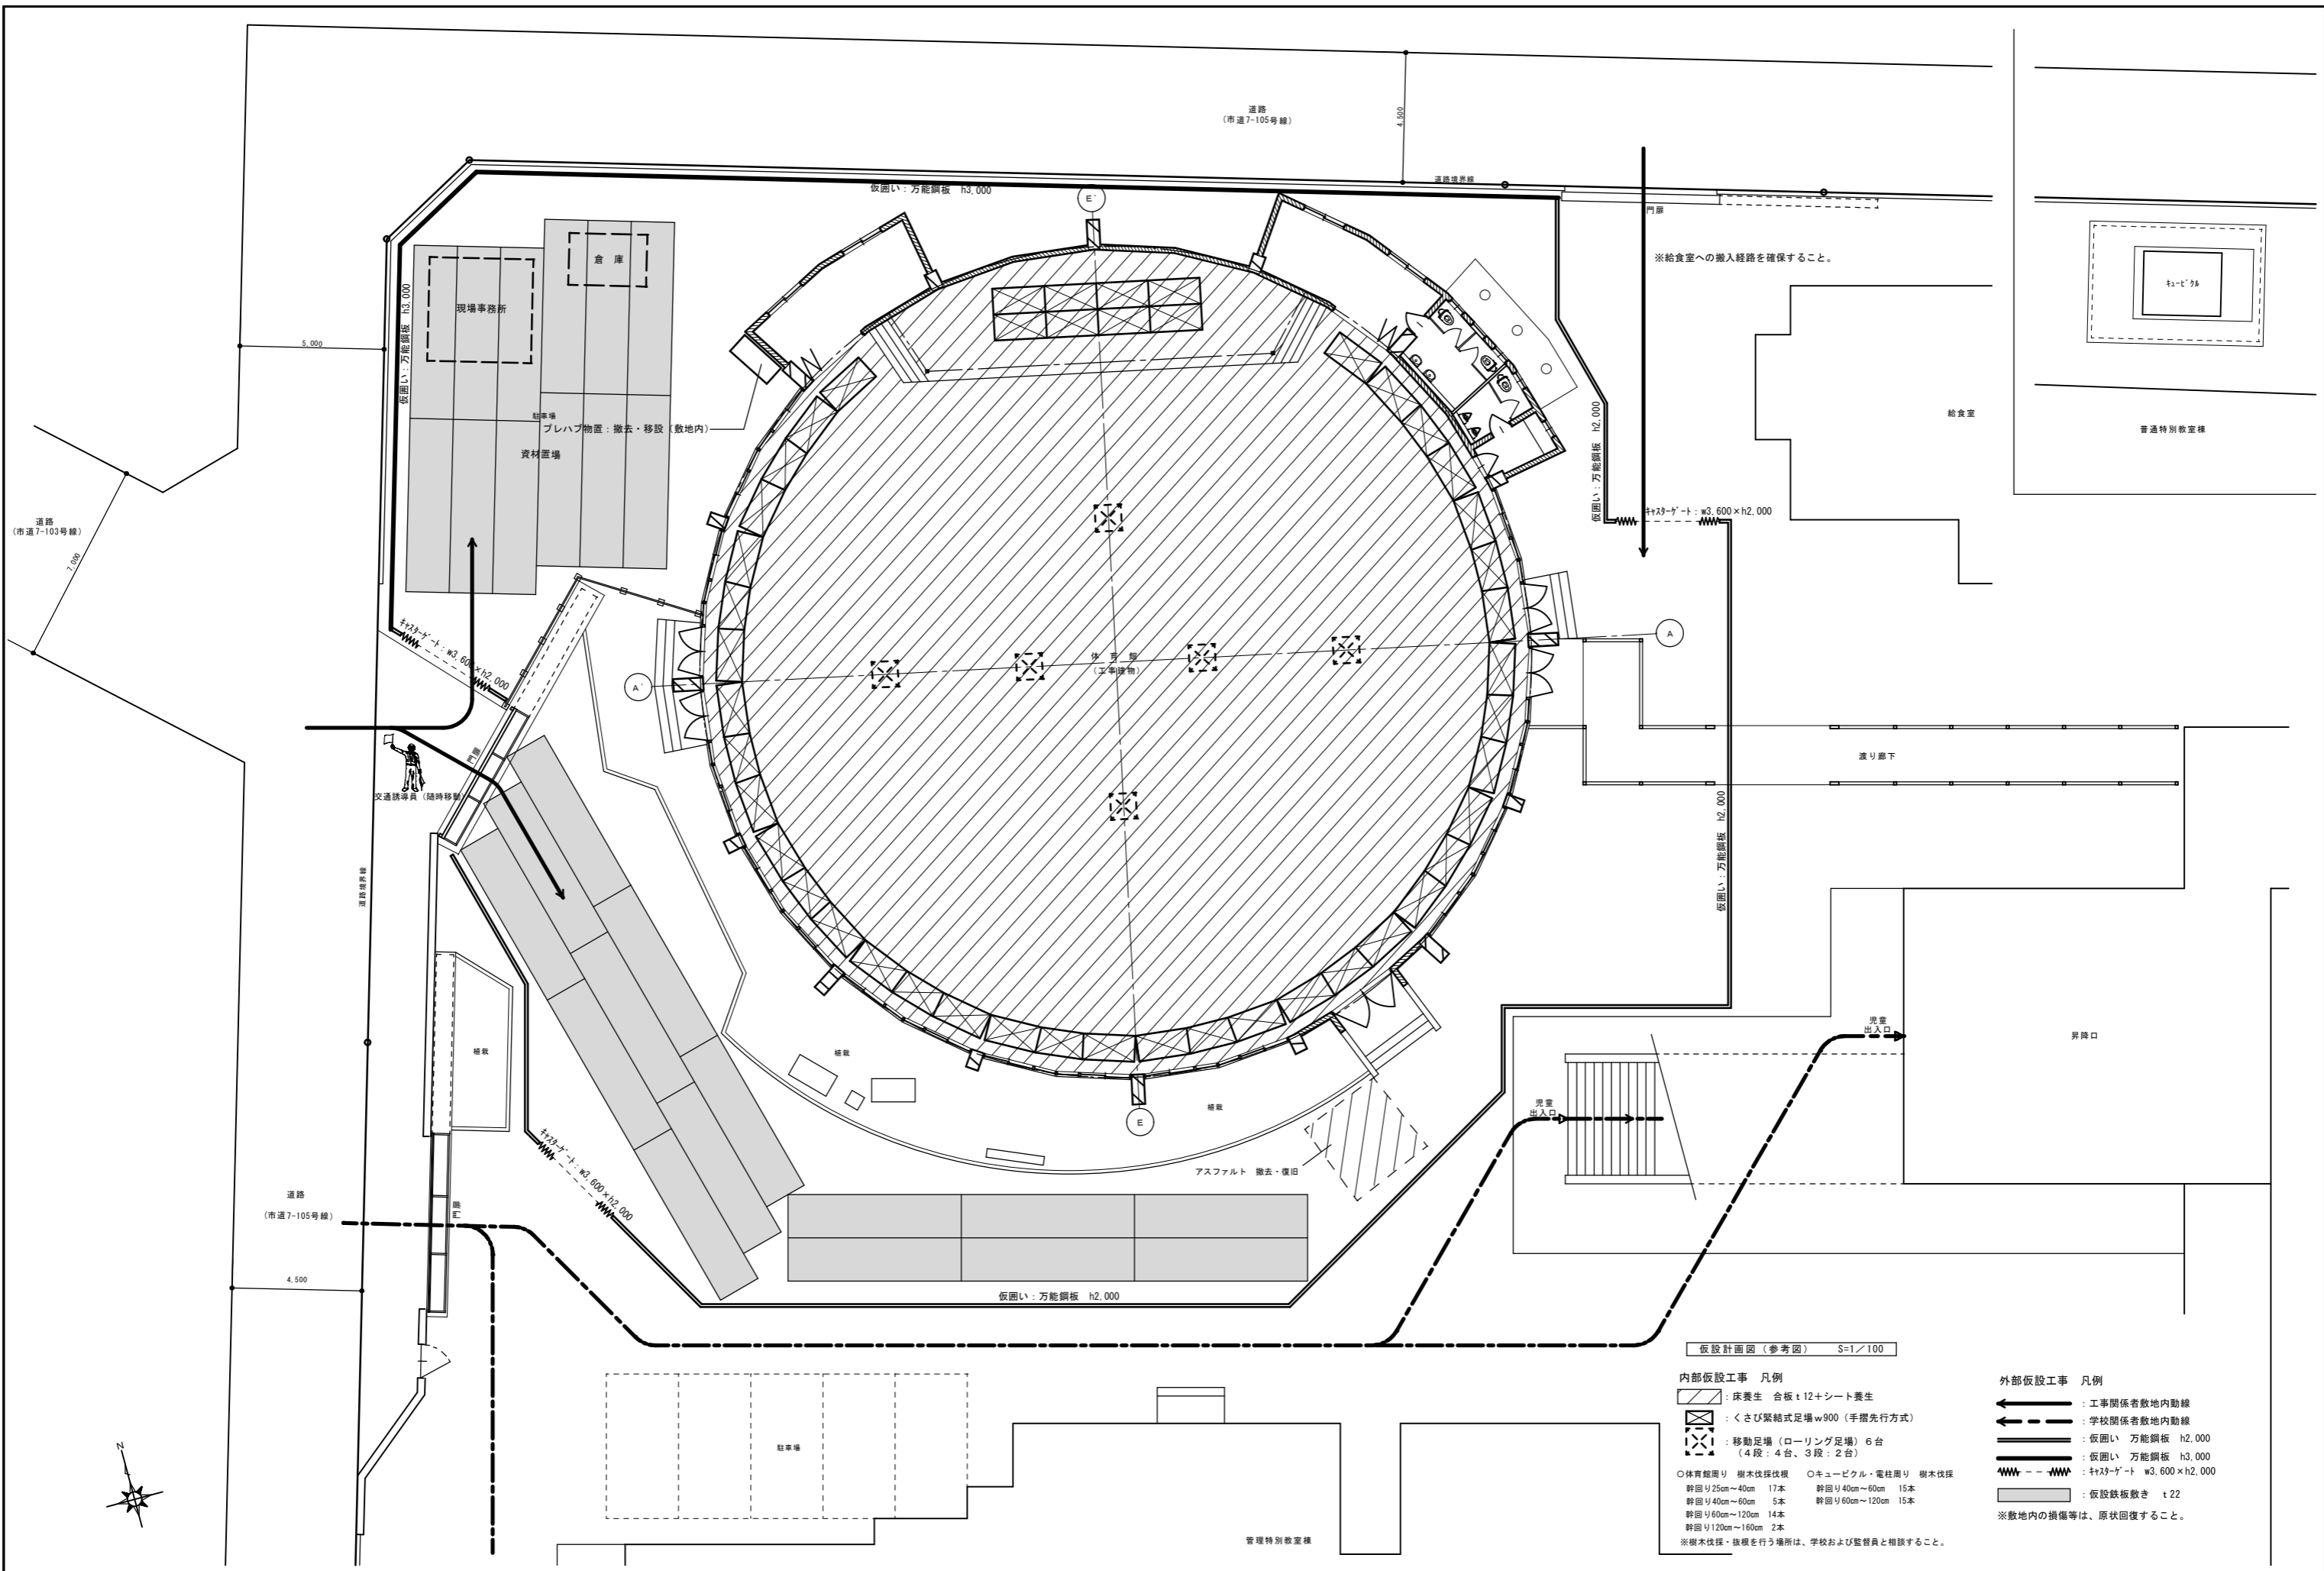 道路
(市道7-105号線)
4,500
道路境界線
仮囲い：万能鋼板　h3,000
E'
門扉
※給食室への搬入経路を確保すること。
キュービクル
倉　庫
現場事務所
仮囲い：万能鋼板　h3,000
5,000
駐車場
プレハブ物置：撤去・移設（敷地内）
資材置場
仮囲い：万能鋼板　h2,000
給食室
普通特別教室棟
道路
(市道7-103号線)
7,000
キャスターゲート：w3,600×h2,000
キャスターゲート：w3,600×h2,000
体　育　館
(工事建物)
A
A'
門扉
交通誘導員（随時移動）
渡り廊下
仮囲い：万能鋼板　h2,000
道路境界線
植栽
植栽
植栽
E
児童
出入口
昇降口
児童
出入口
アスファルト　撤去・復旧
キャスターゲート：w3,600×h2,000
道路
(市道7-105号線)
門扉
4,500
仮囲い：万能鋼板　h2,000
駐車場
管理特別教室棟
N
仮設計画図（参考図）　　S=1／100
内部仮設工事　凡例
：床養生　合板ｔ12＋シート養生
：くさび緊結式足場ｗ900（手摺先行方式）
：移動足場（ローリング足場）６台
（４段：４台、３段：２台）
○体育館周り　樹木伐採伐根
幹回り25cm～40cm　17本
幹回り40cm～60cm　5本
幹回り60cm～120cm　14本
幹回り120cm～160cm　2本
○キュービクル・電柱周り　樹木伐採
幹回り40cm～60cm　15本
幹回り60cm～120cm　15本
※樹木伐採・抜根を行う場所は、学校および監督員と相談すること。
外部仮設工事　凡例
：工事関係者敷地内動線
：学校関係者敷地内動線
：仮囲い　万能鋼板　h2,000
：仮囲い　万能鋼板　h3,000
：キャスターゲート　w3,600×h2,000
：仮設鉄板敷き　ｔ22
※敷地内の損傷等は、原状回復すること。